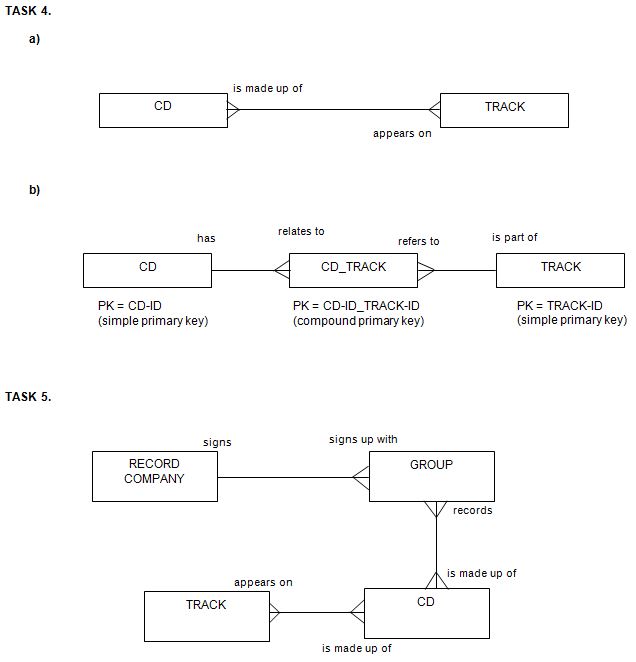 TASK 4.
a)
is made up of
CD
TRACK
appears on
b)
has
relates to
refers to
is part of
CD
CD_TRACK
TRACK
PK = CD-ID
(simple primary key)
PK = CD-ID_TRACK-ID
(compound primary key)
PK = TRACK-ID
(simple primary key)
TASK 5.
signs
signs up with
RECORD
COMPANY
GROUP
records
is made up of
appears on
TRACK
CD
is made up of